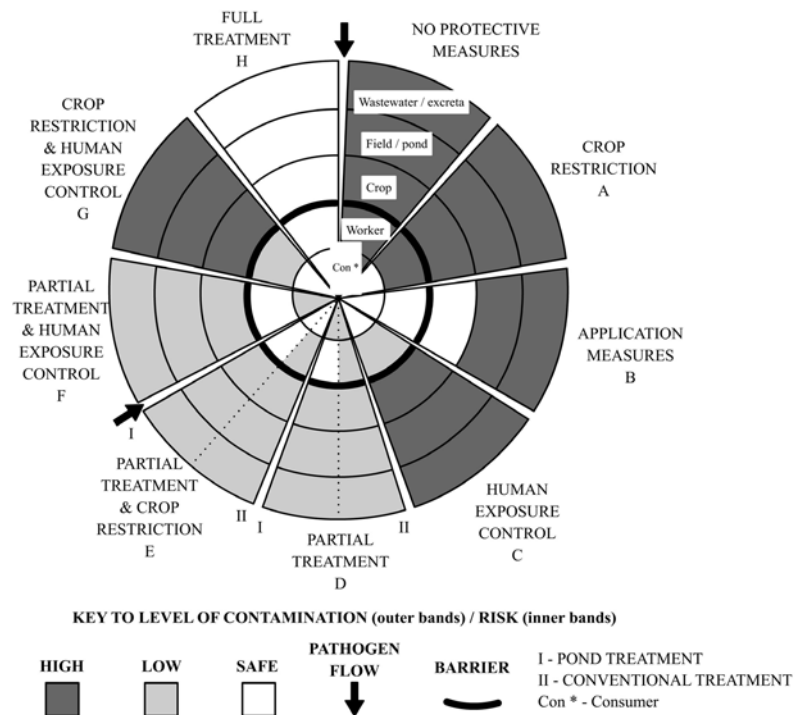 FULL
TREATMENT
H
NO PROTECTIVE
MEASURES
Wastewater / excreta
Field / pond
Crop
Worker
Con *
CROP
RESTRICTION
A
APPLICATION
MEASURES
B
HUMAN
EXPOSURE
CONTROL
C
II
PARTIAL
TREATMENT
D
I
II
PARTIAL
TREATMENT
& CROP
RESTRICTION
E
I
PARTIAL
TREATMENT
& HUMAN
EXPOSURE
CONTROL
F
CROP
RESTRICTION
& HUMAN
EXPOSURE
CONTROL
G
KEY TO LEVEL OF CONTAMINATION (outer bands) / RISK (inner bands)
HIGH
LOW
SAFE
PATHOGEN
FLOW
BARRIER
I - POND TREATMENT
II - CONVENTIONAL TREATMENT
Con * - Consumer